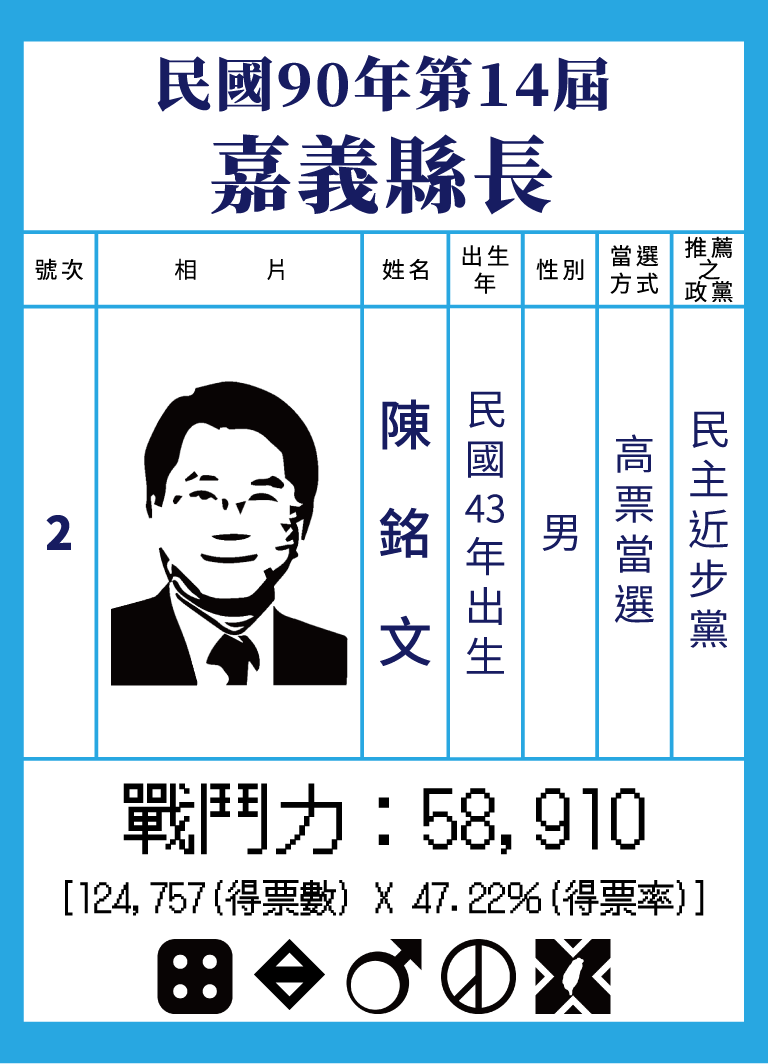 民國90年第14屆
嘉義縣長
號次
相片
姓名
出生
年
性別
當選
方式
推薦
之
政黨
2
陳銘文
民國43年出生
男
高票當選
民主近步黨
戰鬥力:58,910
[124,757(得票數) X 47.22%(得票率)]